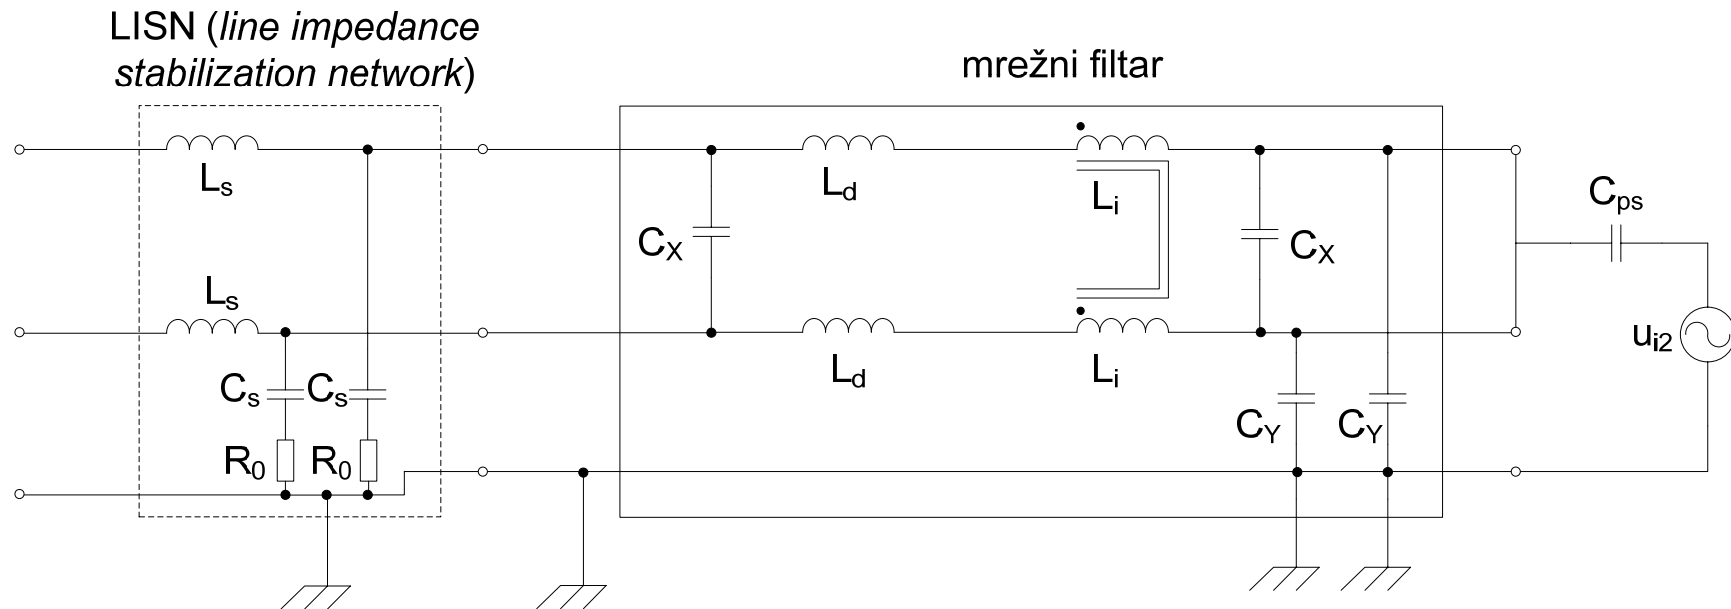 LISN (line impedance
stabilization network)
mrežni filtar
Ls
Ld
Li
Cps
CX
CX
Ls
ui2
Ld
Li
Cs
Cs
CY
CY
R0
R0